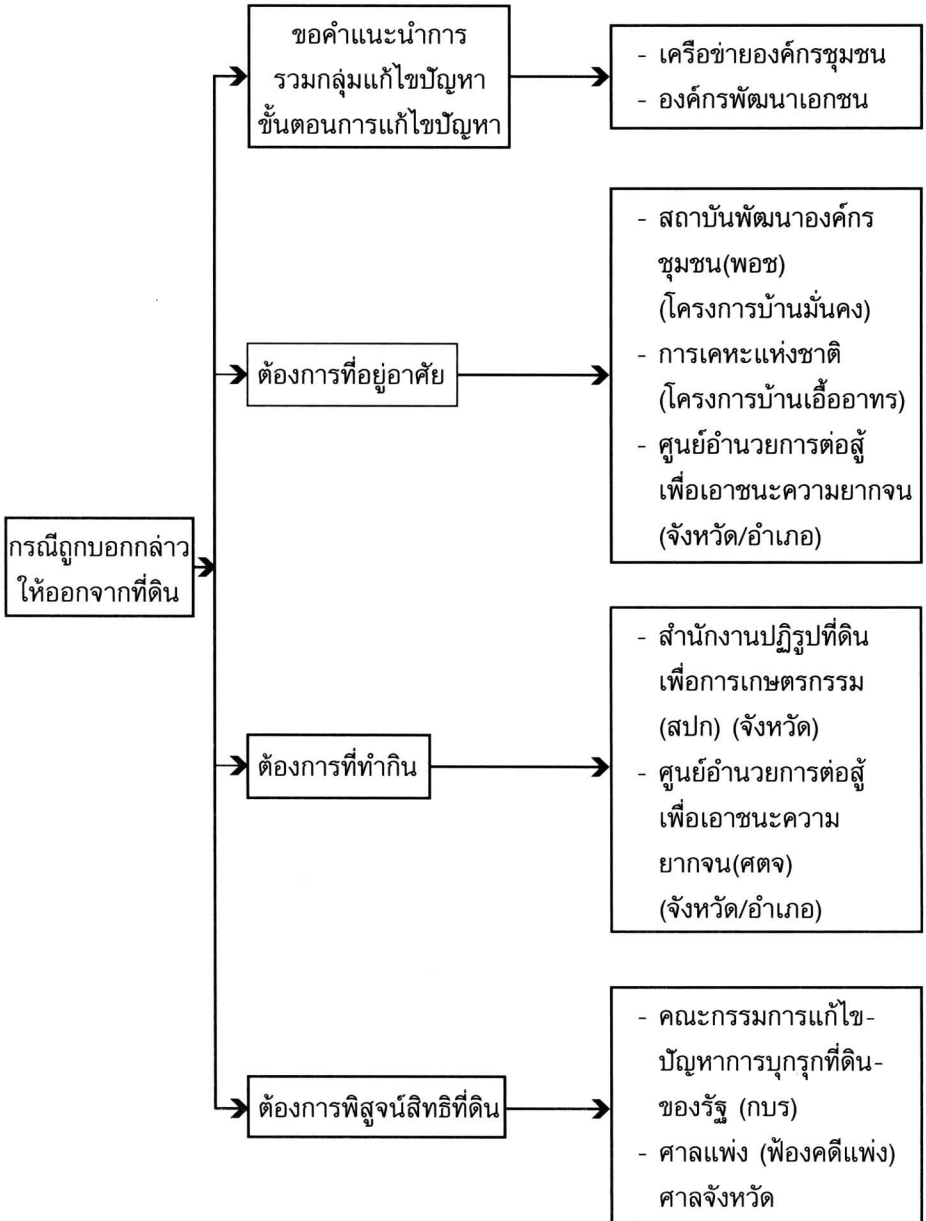 ขอคำแนะนำการ
รวมกลุ่มแก้ไขปัญหา
ขั้นตอนการแก้ไขปัญหา
- เครือข่ายองค์กรชุมชน
- องค์กรพัฒนาเอกชน
- สถาบันพัฒนาองค์กร
ชุมชน(พอช)
(โครงการบ้านมั่นคง)
ต้องการที่อยู่อาศัย
- การเคหะแห่งชาติ
(โครงการบ้านเอื้ออาทร)
- ศูนย์อำนวยการต่อสู้
เพื่อเอาชนะความยากจน
(จังหวัด/อำเภอ)
กรณีถูกบอกกล่าว
ให้ออกจากที่ดิน
- สำนักงานปฏิรูปที่ดิน
เพื่อการเกษตรกรรม
(สปก) (จังหวัด)
ต้องการที่ทำกิน
- ศูนย์อำนวยการต่อสู้
เพื่อเอาชนะความ
ยากจน(ศตจ)
(จังหวัด/อำเภอ)
ต้องการพิสูจน์สิทธิที่ดิน
- คณะกรรมการแก้ไข-
ปัญหาการบุกรุกที่ดิน-
ของรัฐ (กบร)
- ศาลแพ่ง (ฟ้องคดีแพ่ง)
ศาลจังหวัด